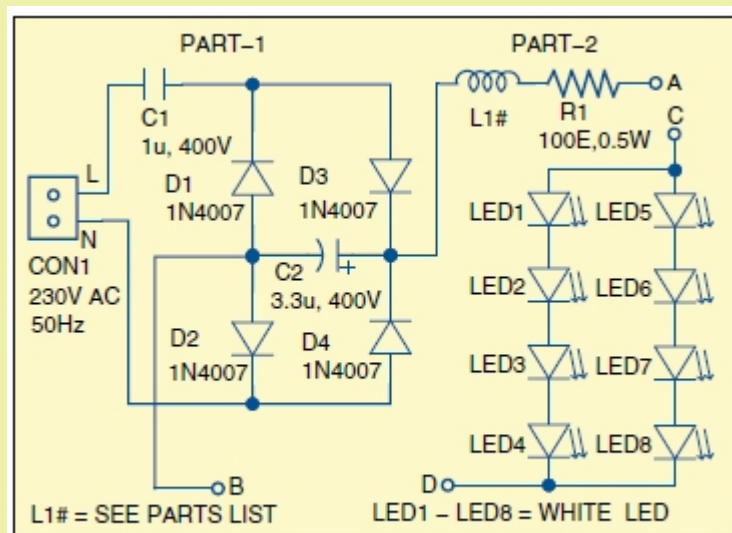 PART-1
PART-2
C1
1u, 400V
L1#
R1
100E,0.5W
A
C
L
N
CON1
230V AC
50Hz
D1
1N4007
D3
1N4007
C2
+
3.3u, 400V
D2
1N4007
D4
1N4007
LED1
LED5
LED2
LED6
LED3
LED7
LED4
LED8
B
D
L1# = SEE PARTS LIST
LED1 – LED8 = WHITE LED